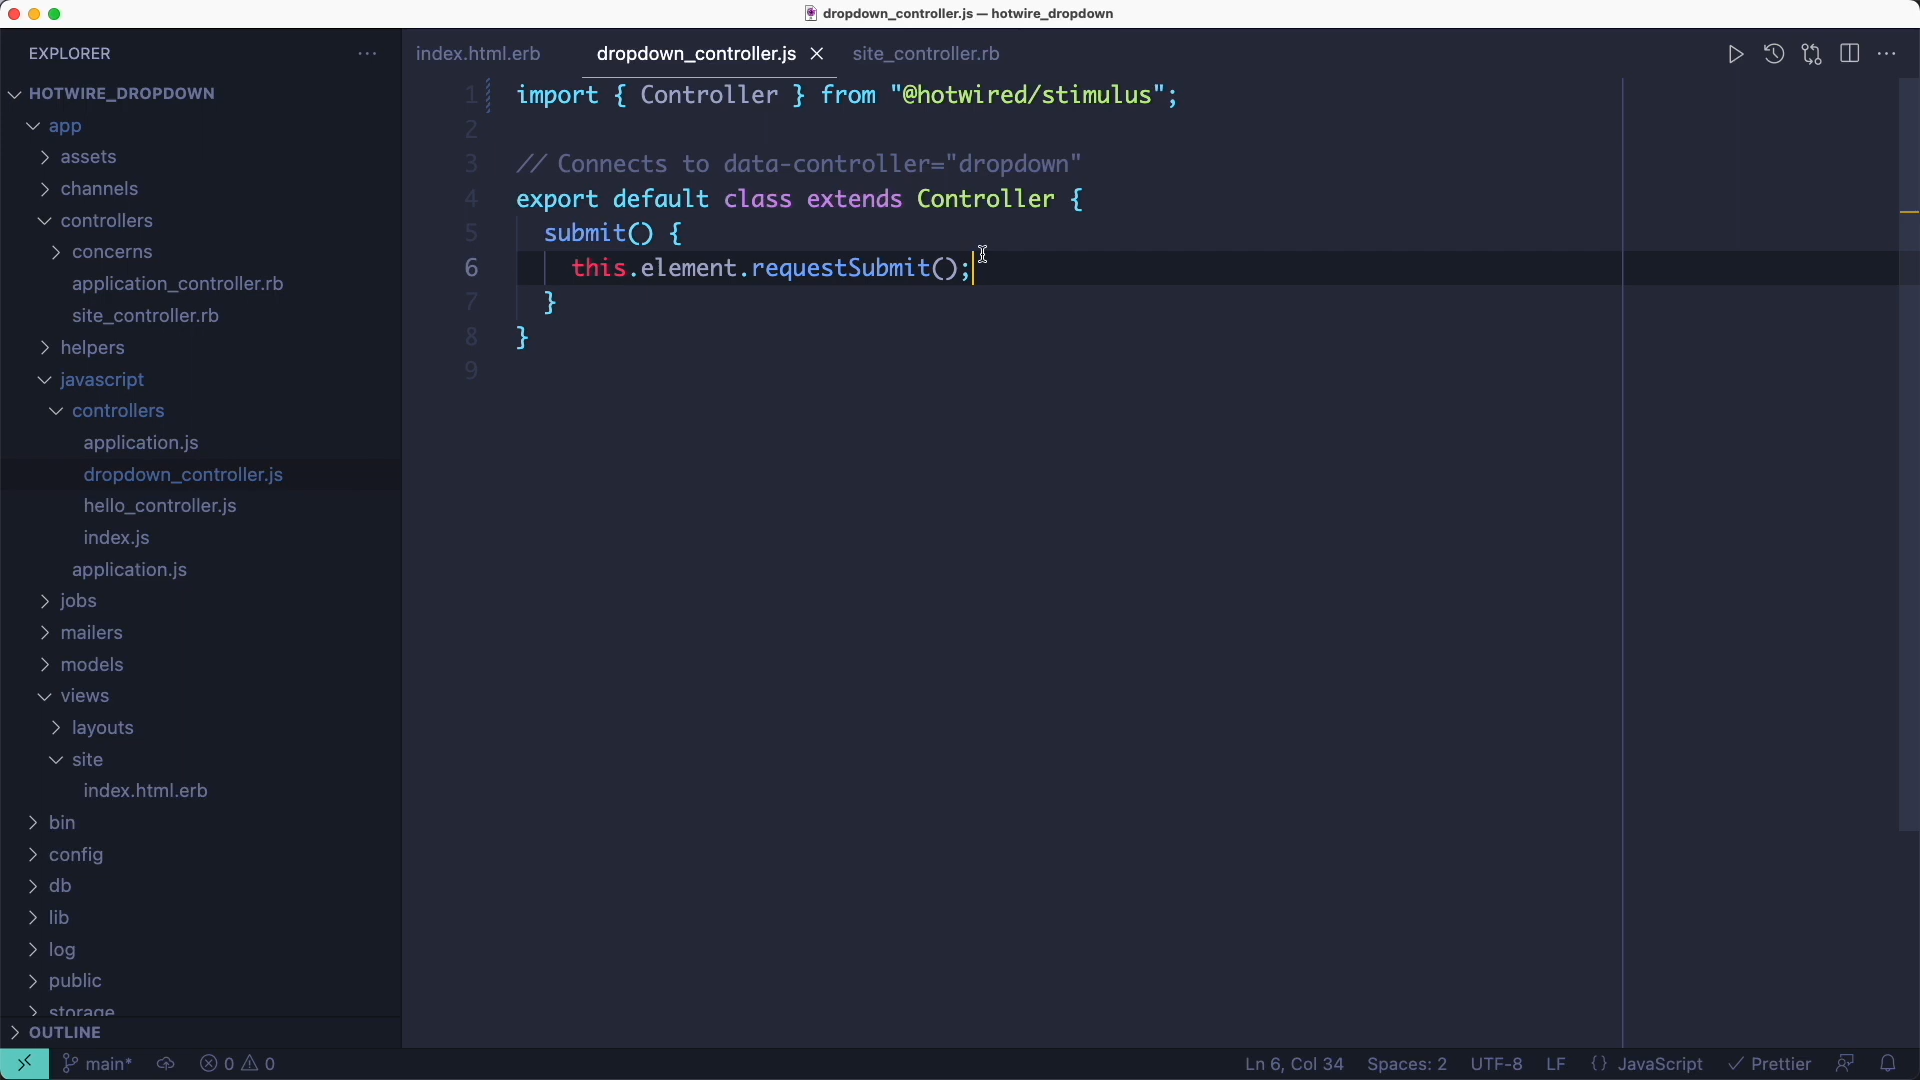 dropdown_controller.js — hotwire_dropdown
EXPLORER
index.html.erb
dropdown_controller.js
site_controller.rb
HOTWIRE_DROPDOWN
app
assets
channels
controllers
concerns
application_controller.rb
site_controller.rb
helpers
javascript
controllers
application.js
dropdown_controller.js
hello_controller.js
index.js
application.js
jobs
mailers
models
views
layouts
site
index.html.erb
bin
config
db
lib
log
public
storage
OUTLINE
1 import { Controller } from "@hotwired/stimulus";
2
3 // Connects to data-controller="dropdown"
4 export default class extends Controller {
5 submit() {
6 this.element.requestSubmit();
7 }
8 }
9
main* 0 0
Ln 6, Col 34 Spaces: 2 UTF-8 LF {} JavaScript Prettier